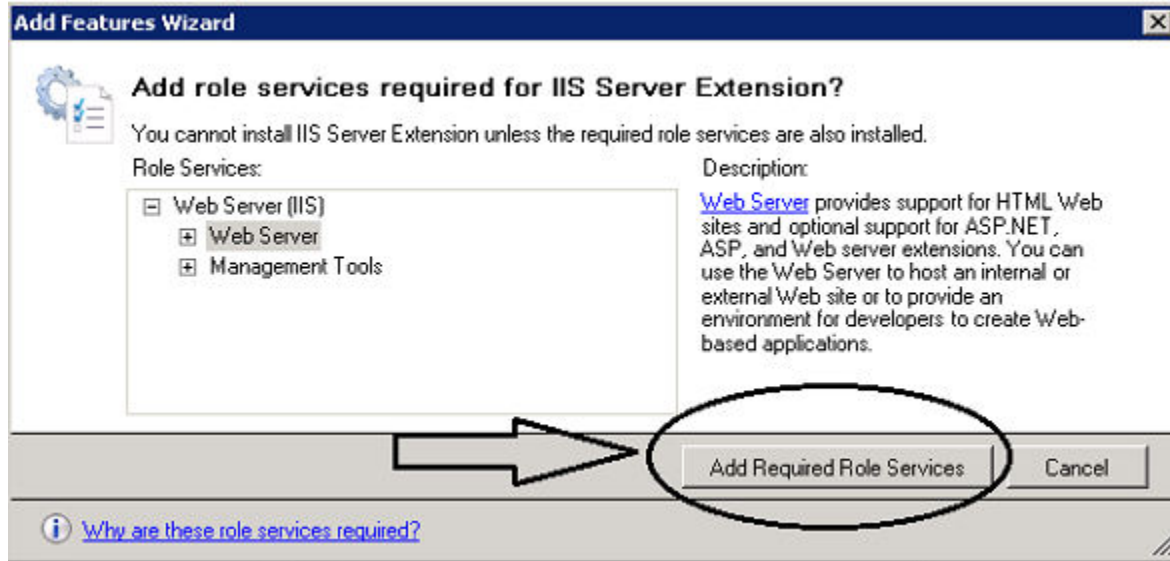 Add Features Wizard
Add role services required for IIS Server Extension?
You cannot install IIS Server Extension unless the required role services are also installed.
Role Services:
Web Server (IIS)
Web Server
Management Tools
Description:
Web Server provides support for HTML Web
sites and optional support for ASP.NET,
ASP, and Web server extensions. You can
use the Web Server to host an internal or
external Web site or to provide an
environment for developers to create Web-
based applications.
Add Required Role Services
Cancel
Why are these role services required?